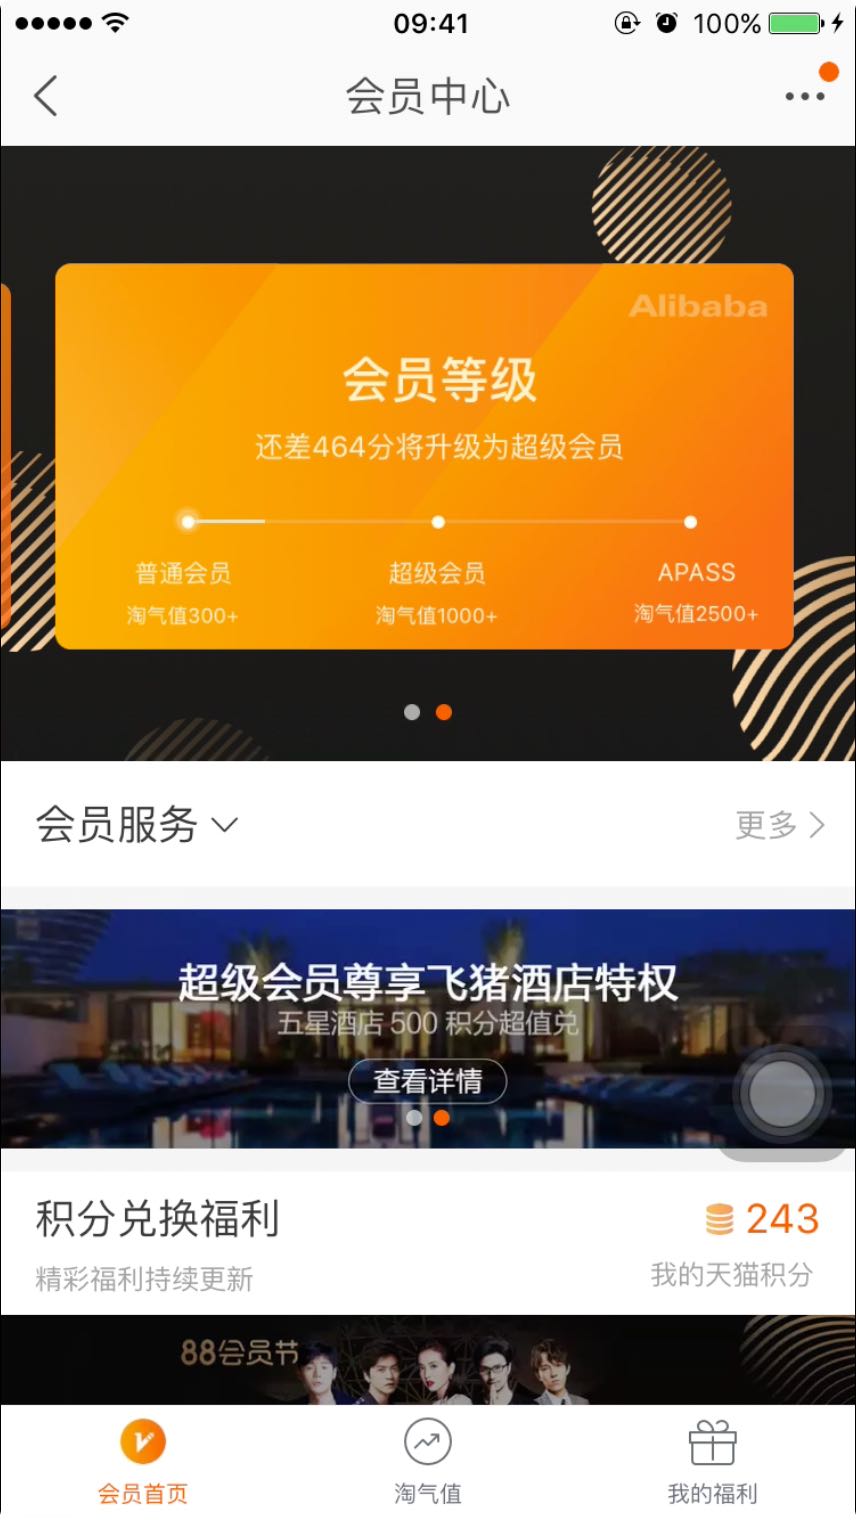 09:41
100%
会员中心
Alibaba
会员等级
还差464分将升级为超级会员
普通会员 超级会员 APASS
淘气值300+ 淘气值1000+ 淘气值2500+
会员服务 更多
超级会员尊享飞猪酒店特权
五星酒店 500 积分超值兑
查看详情
积分兑换福利 243
精彩福利持续更新 我的天猫积分
88会员节
会员首页 淘气值 我的福利